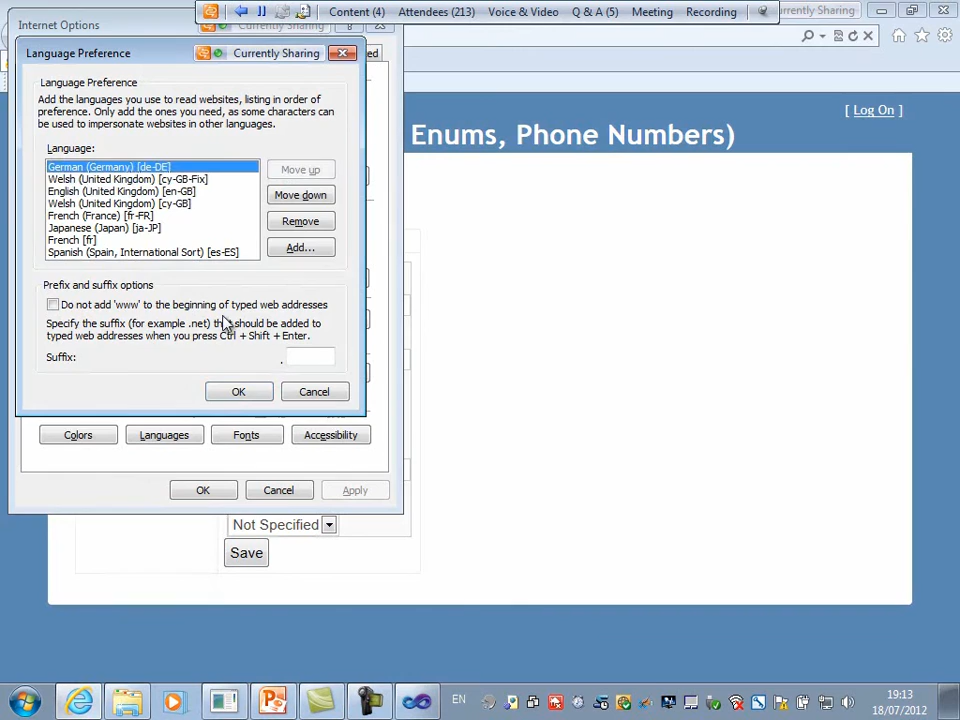 Internet Options
Currently Sharing
Content (4)
Attendees (213)
Voice & Video
Q & A (5)
Meeting
Recording
urrently Sharing
Language Preference
Currently Sharing
ed
Language Preference
Add the languages you use to read websites, listing in order of
preference. Only add the ones you need, as some characters can
be used to impersonate websites in other languages.
Language:
German (Germany) [de-DE]
Welsh (United Kingdom) [cy-GB-Fix]
English (United Kingdom) [en-GB]
Welsh (United Kingdom) [cy-GB]
French (France) [fr-FR]
Japanese (Japan) [ja-JP]
French [fr]
Spanish (Spain, International Sort) [es-ES]
Move up
Move down
Remove
Add...
Prefix and suffix options
Do not add 'www' to the beginning of typed web addresses
Specify the suffix (for example .net) th should be added to
typed web addresses when you press Ctrl + Shift + Enter.
Suffix:
.
OK
Cancel
Colors
Languages
Fonts
Accessibility
OK
Cancel
Apply
[ Log On ]
Enums, Phone Numbers)
Not Specified
Save
EN
19:13
18/07/2012